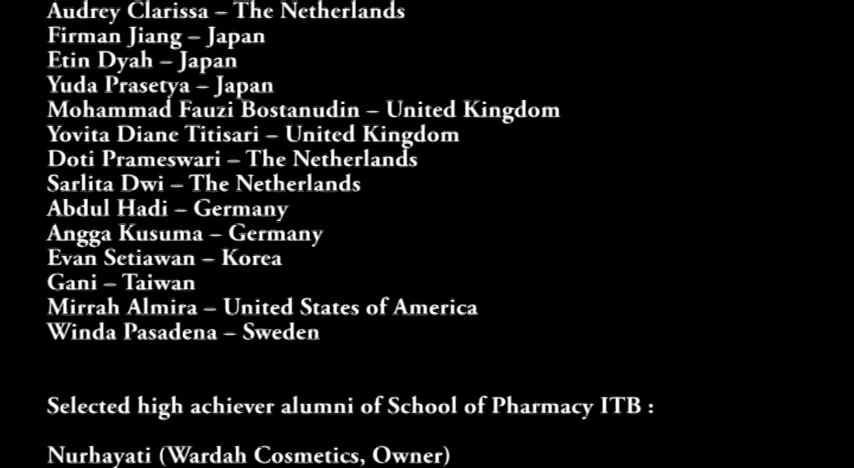 Audrey Clarissa – The Netherlands
Firman Jiang – Japan
Etin Dyah – Japan
Yuda Prasetya – Japan
Mohammad Fauzi Bostanudin – United Kingdom
Yovita Diane Titisari – United Kingdom
Doti Prameswari – The Netherlands
Sarlita Dwi – The Netherlands
Abdul Hadi – Germany
Angga Kusuma – Germany
Evan Setiawan – Korea
Gani – Taiwan
Mirrah Almira – United States of America
Winda Pasadena – Sweden
Selected high achiever alumni of School of Pharmacy ITB :
Nurhayati (Wardah Cosmetics, Owner)